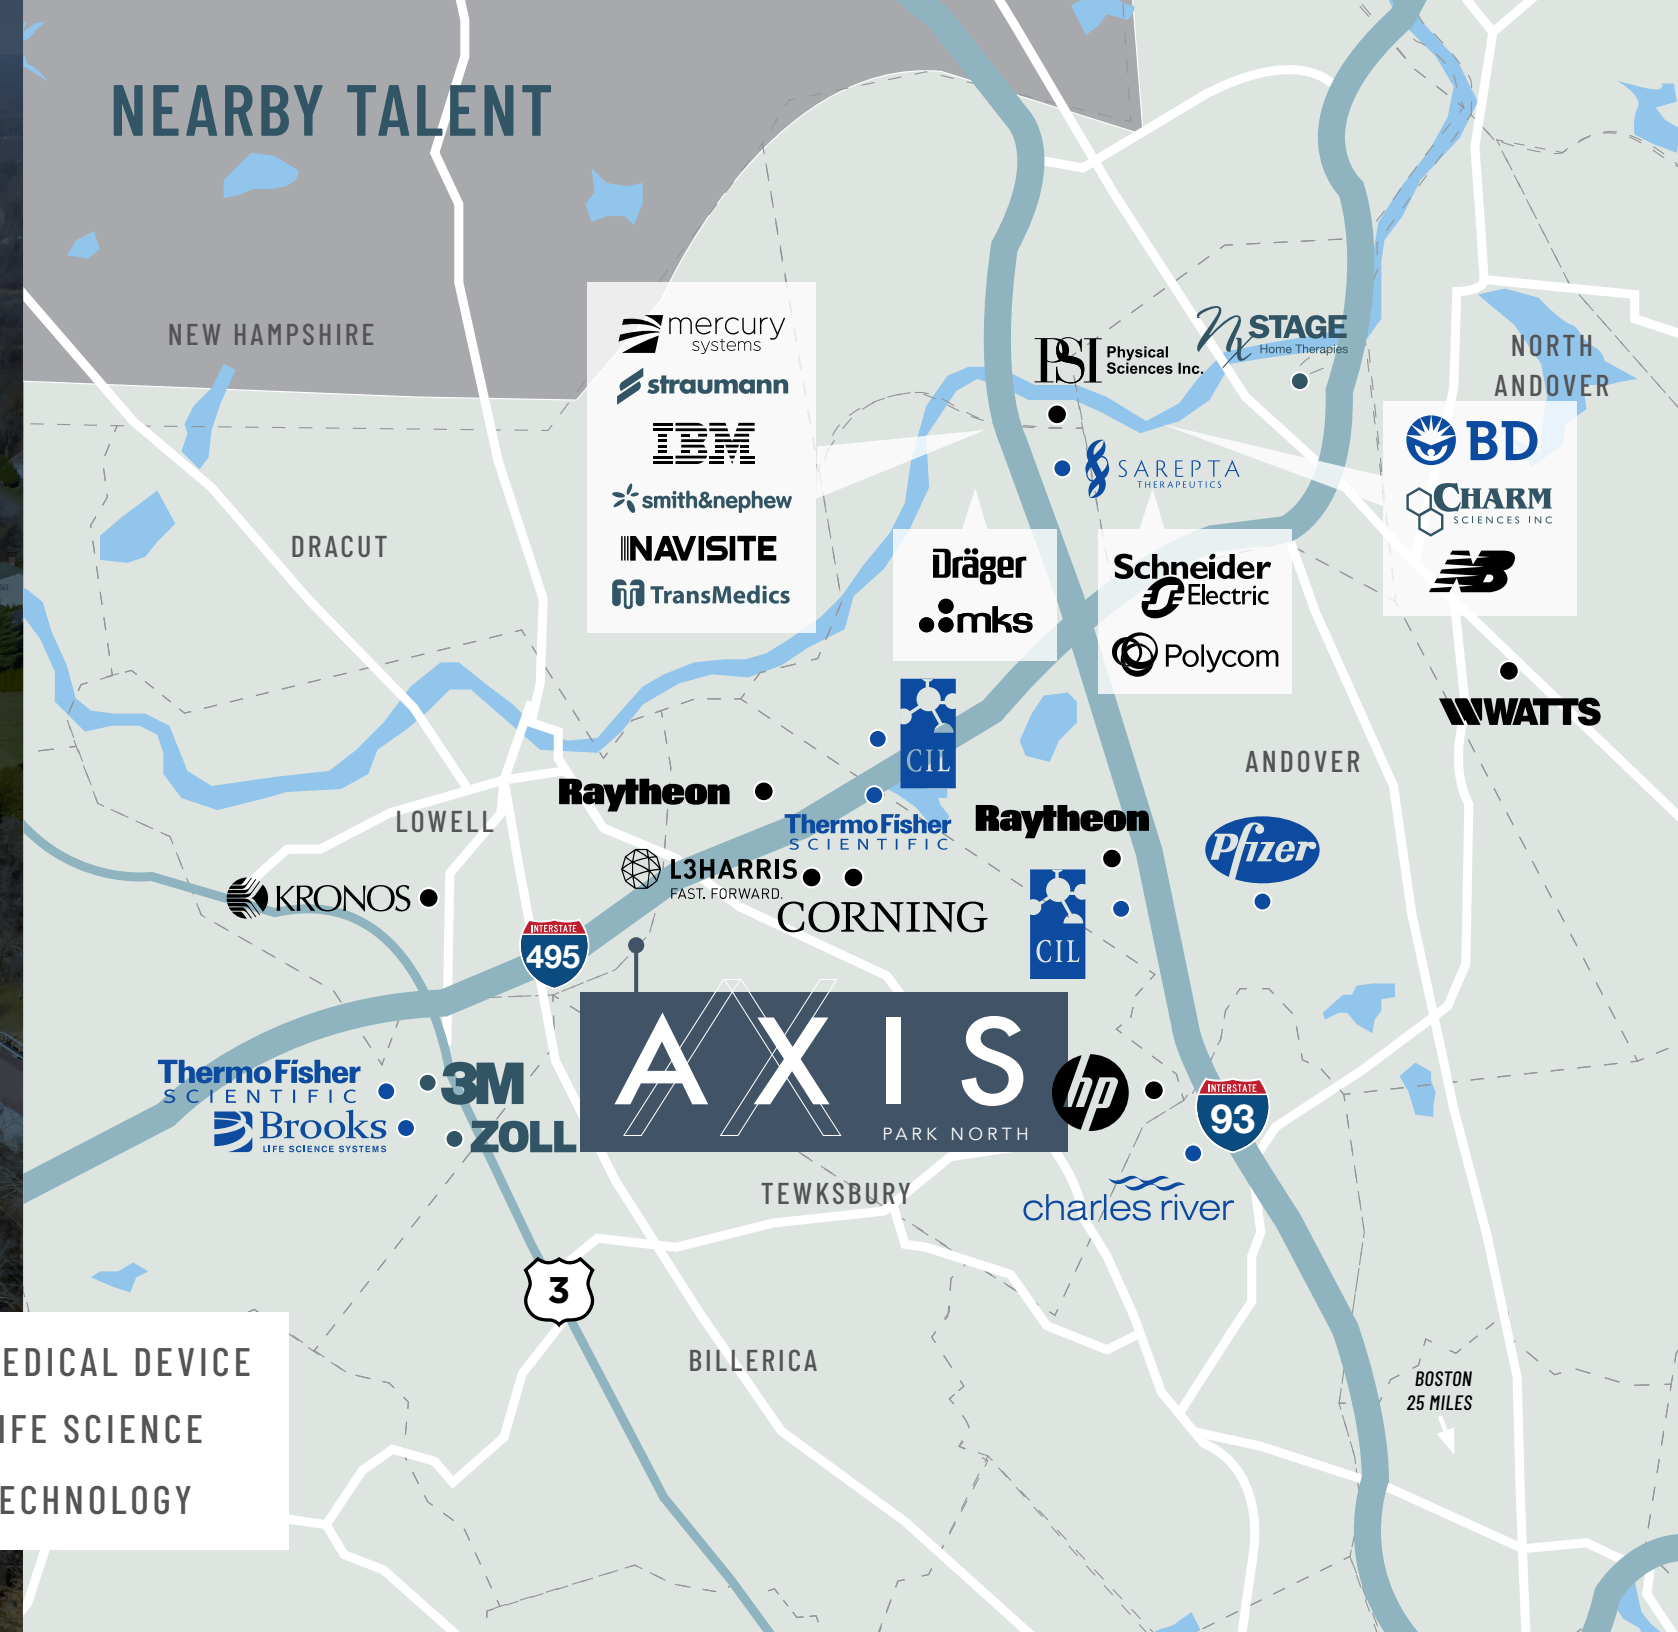 NEARBY TALENT
NEW HAMPSHIRE
mercury
systems
straumann
IBM
smith&nephew
NAVISITE
TransMedics
PSI Physical
Sciences Inc.
NxSTAGE
Home Therapies
NORTH
ANDOVER
BD
CHARM
SCIENCES INC
NB
SAREPTA
THERAPEUTICS
DRACUT
Dräger
mks
Schneider
Electric
Polycom
WATTS
ANDOVER
CIL
Raytheon
LOWELL
ThermoFisher
SCIENTIFIC
Raytheon
Pfizer
L3HARRIS
FAST. FORWARD.
KRONOS
CORNING
CIL
INTERSTATE
495
AXIS
PARK NORTH
ThermoFisher
SCIENTIFIC
3M
Brooks
LIFE SCIENCE SYSTEMS
ZOLL
hp
INTERSTATE
93
TEWKSBURY
charles river
3
BILLERICA
BOSTON
25 MILES
EDICAL DEVICE
IFE SCIENCE
ECHNOLOGY